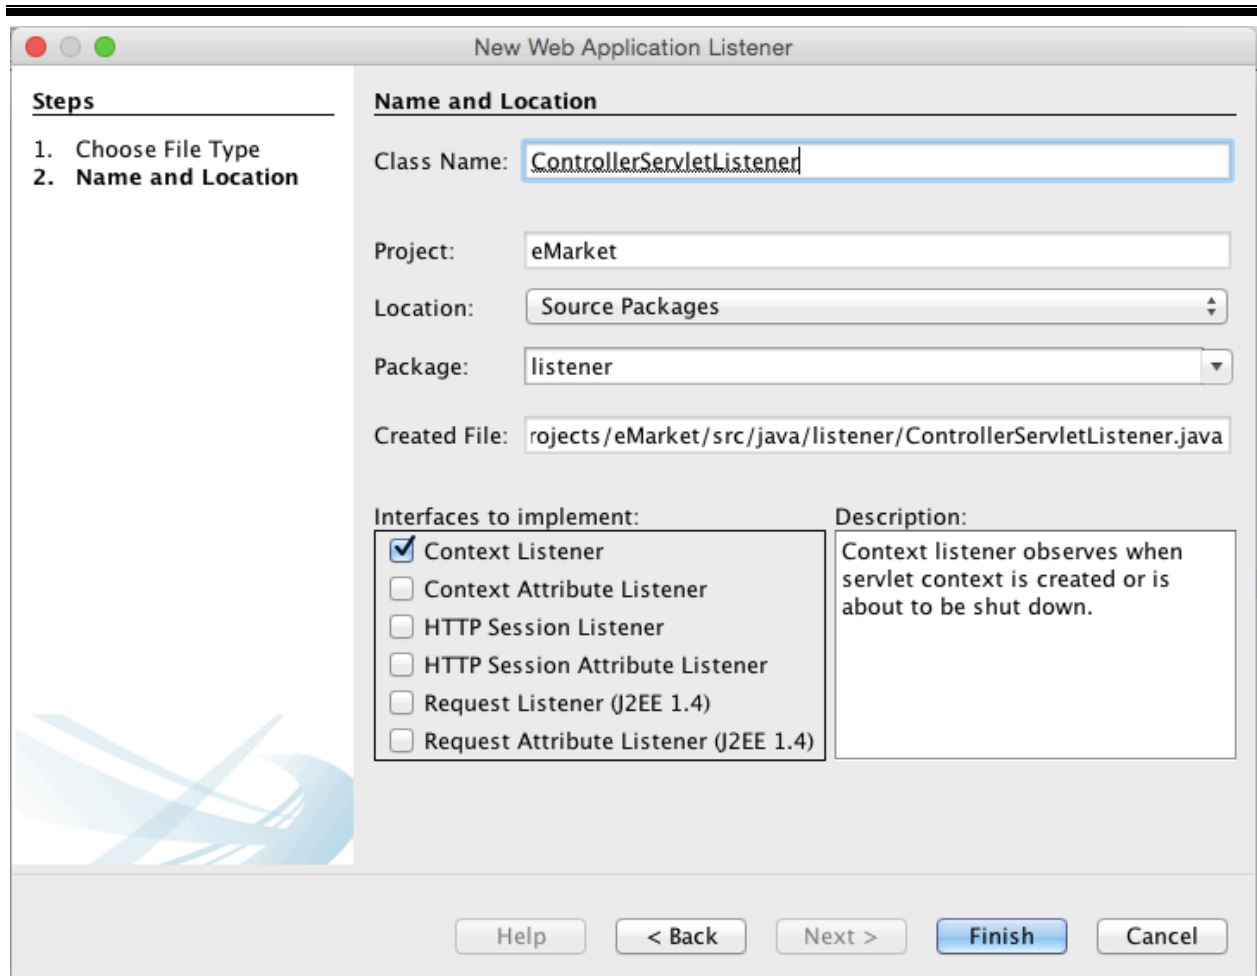 New Web Application Listener
Steps
1. Choose File Type
2. Name and Location
Name and Location
Class Name: ControllerServletListener
Project: eMarket
Location: Source Packages
Package: listener
Created File: rojects/eMarket/src/java/listener/ControllerServletListener.java
Interfaces to implement:
Context Listener
Context Attribute Listener
HTTP Session Listener
HTTP Session Attribute Listener
Request Listener (J2EE 1.4)
Request Attribute Listener (J2EE 1.4)
Description:
Context listener observes when
servlet context is created or is
about to be shut down.
Help < Back Next > Finish Cancel